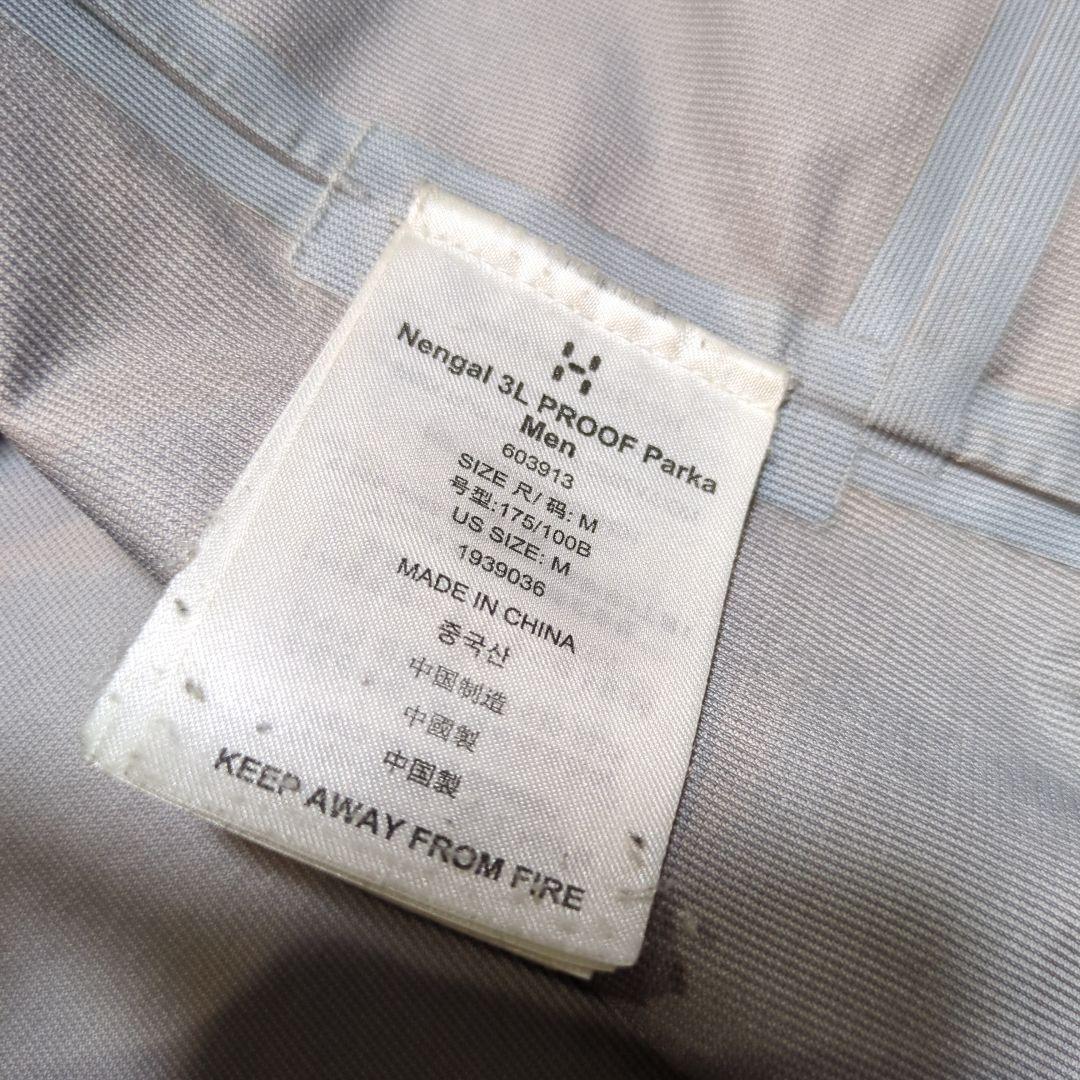 Nengal 3L PROOF Parka
Men
603913
SIZE 尺/ 码: M
号型:175/100B
US SIZE: M
1939036
MADE IN CHINA
중국산
中国制造
中國製
中国製
KEEP AWAY FROM FIRE